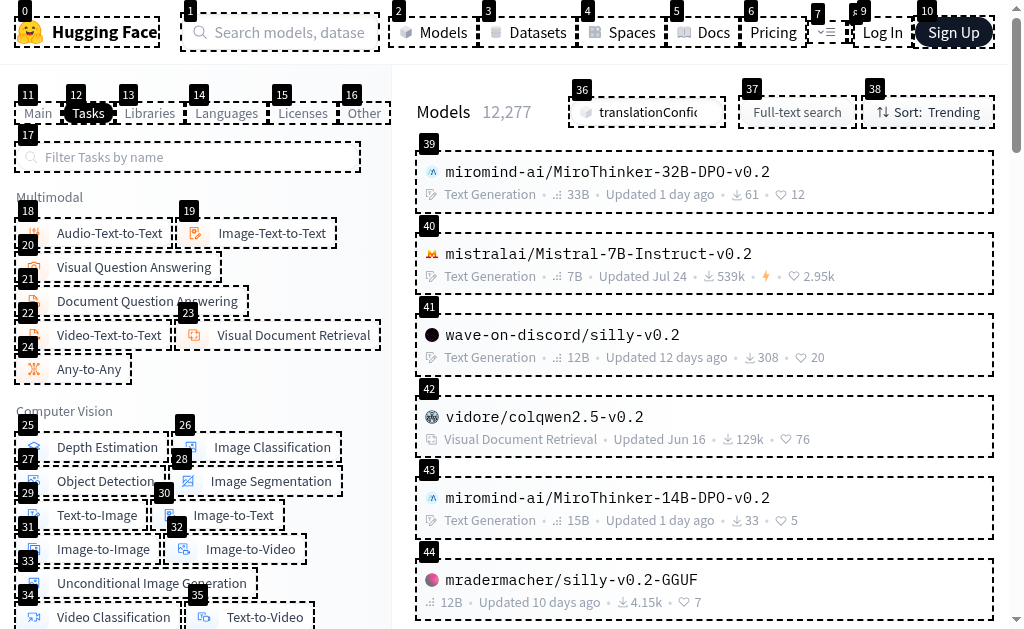 0 1 2 3 4 5 6 7 8 9 10
Hugging Face Search models, datase Models Datasets Spaces Docs Pricing Log In Sign Up
11 12 13 14 15 16
Main Tasks Libraries Languages Licenses Other
17
Filter Tasks by name
Multimodal
18 19
Audio-Text-to-Text Image-Text-to-Text
20
Visual Question Answering
21
Document Question Answering
22 23
Video-Text-to-Text Visual Document Retrieval
24
Any-to-Any
Computer Vision
25 26
Depth Estimation Image Classification
27 28
Object Detection Image Segmentation
29 30
Text-to-Image Image-to-Text
31 32
Image-to-Image Image-to-Video
33
Unconditional Image Generation
34 35
Video Classification Text-to-Video
36 37 38
Models 12,277 translationConfic Full-text search Sort: Trending
39
miromind-ai/MiroThinker-32B-DPO-v0.2
Text Generation • 33B • Updated 1 day ago • 61 • 12
40
mistralai/Mistral-7B-Instruct-v0.2
Text Generation • 7B • Updated Jul 24 • 539k • 2.95k
41
wave-on-discord/silly-v0.2
Text Generation • 12B • Updated 12 days ago • 308 • 20
42
vidore/colqwen2.5-v0.2
Visual Document Retrieval • Updated Jun 16 • 129k • 76
43
miromind-ai/MiroThinker-14B-DPO-v0.2
Text Generation • 15B • Updated 1 day ago • 33 • 5
44
mradermacher/silly-v0.2-GGUF
12B • Updated 10 days ago • 4.15k • 7